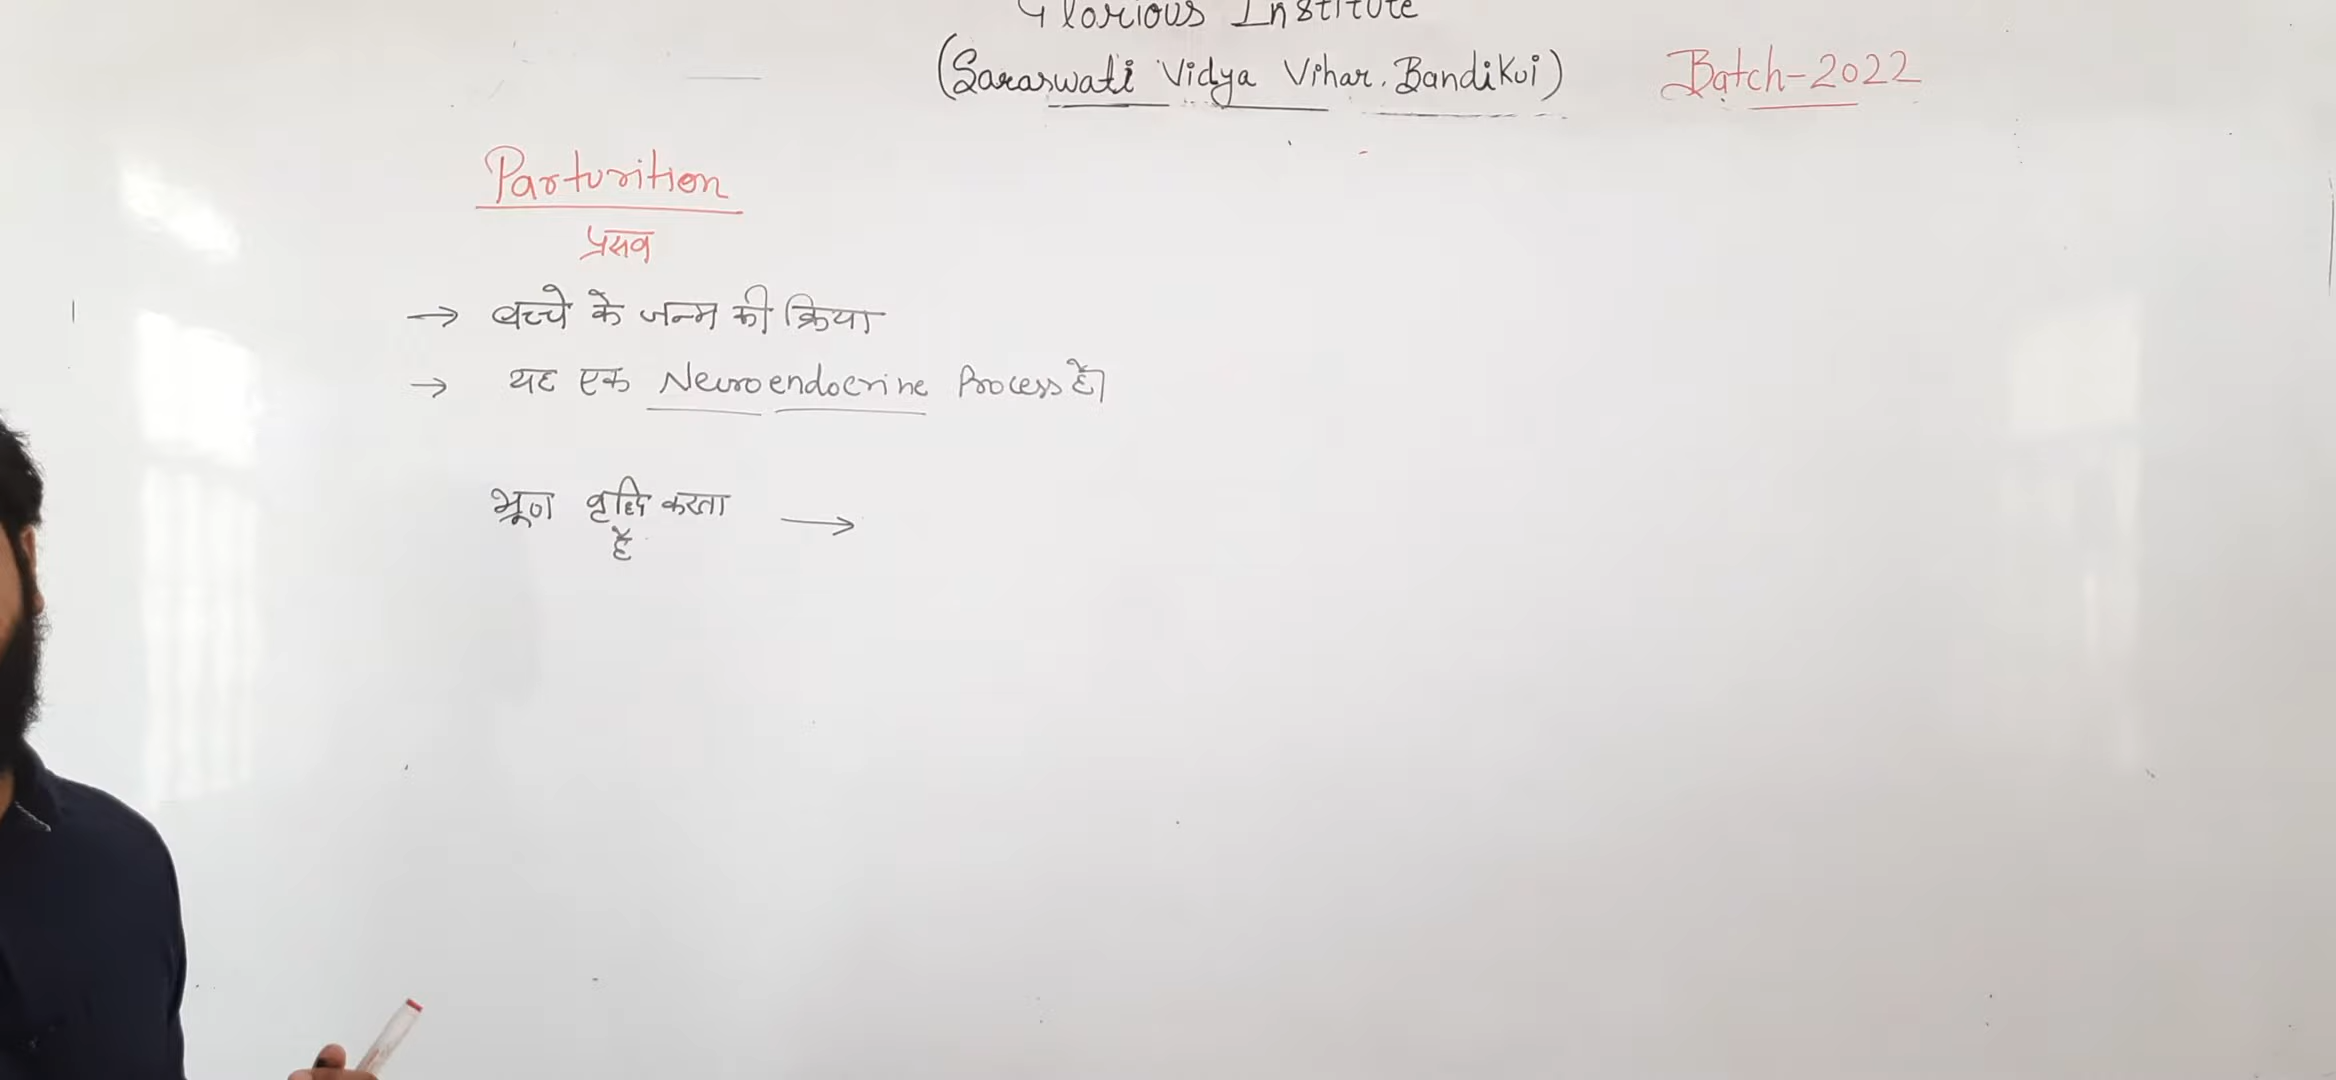 Glorious Institute
(Saraswati Vidya Vihar, Bandikui) Batch-2022
Parturition
प्रसव
→ बच्चे के जन्म की क्रिया
→ यह एक Neuroendocrine Process है।
भ्रूण वृद्धि करता →
है